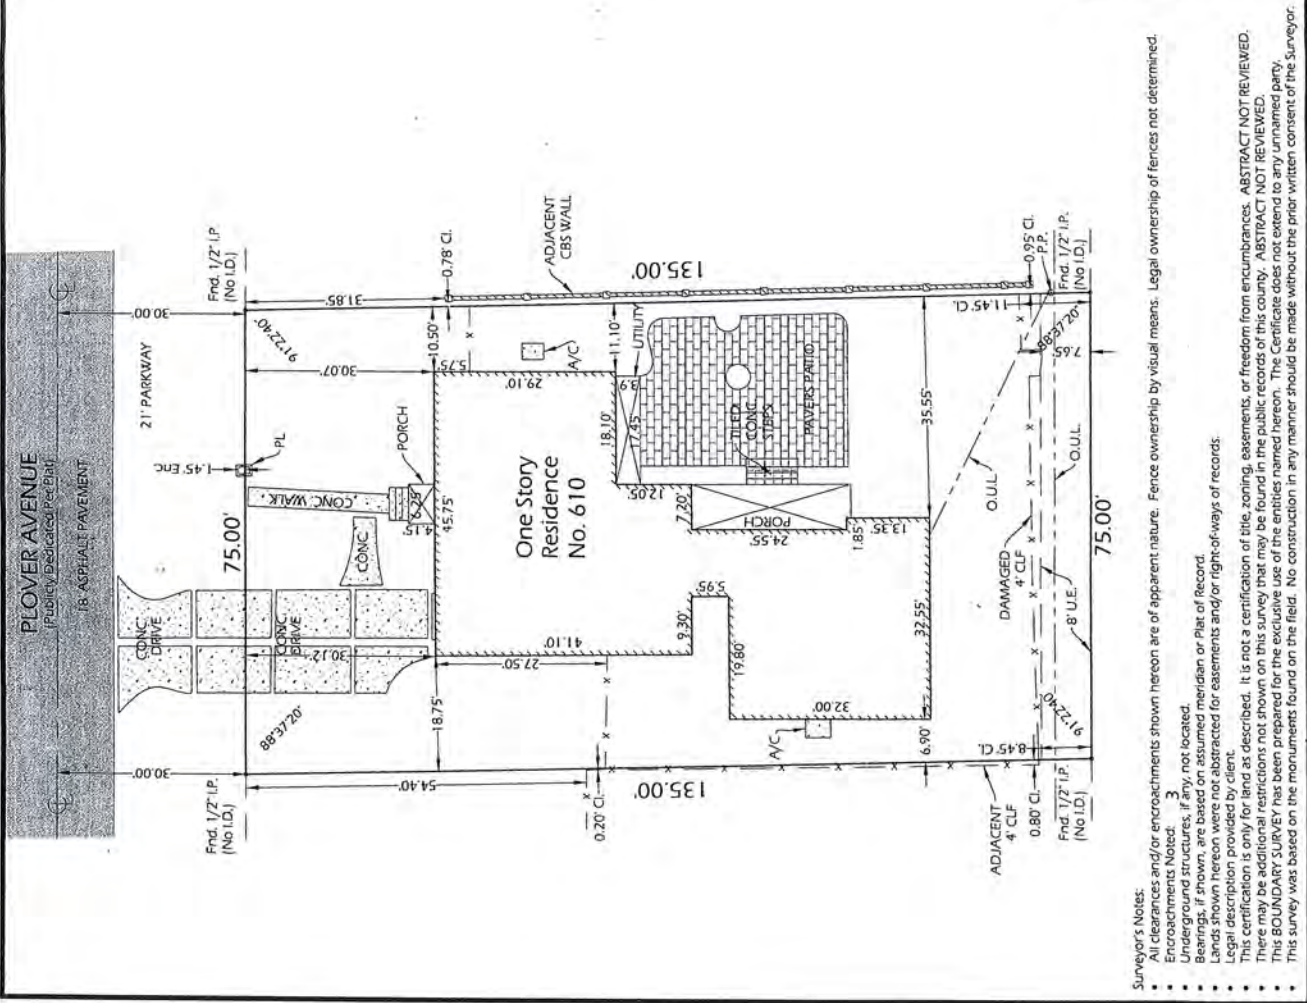 PLOVER AVENUE
(Publicly Dedicated Per Plat)
18' ASPHALT PAVEMENT
30.00'
30.00'
21' PARKWAY
Fnd. 1/2" I.P.
(No I.D.)
Fnd. 1/2" I.P.
(No I.D.)
1.45' Enc.
PL
75.00'
88°37'20"
91°22'40"
CONC.
DRIVE
CONC.
DRIVE
CONC. WALK
CONC
PORCH
30.12'
30.07'
31.85'
54.40'
0.78' Cl.
ADJACENT
CBS WALL
135.00'
10.50'
5.75'
A/C
29.10'
11.10'
UTILITY
3.9
17.45'
18.10'
6.25'
4.15'
45.75'
One Story
Residence
No. 610
12.05'
7.20'
PORCH
24.55'
TILED
CONC
STEPS
PAVERS PATIO
1.85'
13.35'
35.55'
18.75'
27.50'
41.10'
9.30'
5.95'
19.80'
32.00'
32.55'
A/C
6.90'
0.20' Cl.
135.00'
ADJACENT
4' CLF
0.80' Cl.
8.45' Cl.
91°22'40"
DAMAGED
4' CLF
O.U.L.
O.U.L.
8' U.E.
11.45' Cl.
0.95' Cl.
P.P.
88°37'20"
7.65'
75.00'
Fnd. 1/2" I.P.
(No I.D.)
Fnd. 1/2" I.P.
(No I.D.)
Surveyor's Notes:
• All clearances and/or encroachments shown hereon are of apparent nature. Fence ownership by visual means. Legal ownership of fences not determined.
• Encroachments Noted: 3
• Underground structures, if any, not located.
• Bearings, if shown, are based on assumed meridian or Plat of Record.
• Lands shown hereon were not abstracted for easements and/or right-of-ways of records.
• Legal description provided by client.
• This certification is only for land as described. It is not a certification of title, zoning, easements, or freedom from encumbrances. ABSTRACT NOT REVIEWED.
• There may be additional restrictions not shown on this survey that may be found in the public records of this county. ABSTRACT NOT REVIEWED.
• This BOUNDARY SURVEY has been prepared for the exclusive use of the entities named hereon. The Certificate does not extend to any unnamed party.
• This survey was based on the monuments found on the field. No construction in any manner should be made without the prior written consent of the Surveyor.